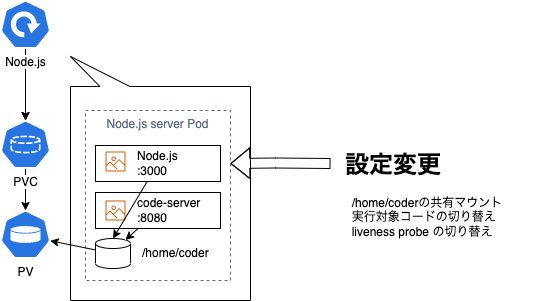 Node.js
PVC
PV
Node.js server Pod
Node.js
:3000
code-server
:8080
/home/coder
設定変更
/home/coderの共有マウント
実行対象コードの切り替え
liveness probe の切り替え